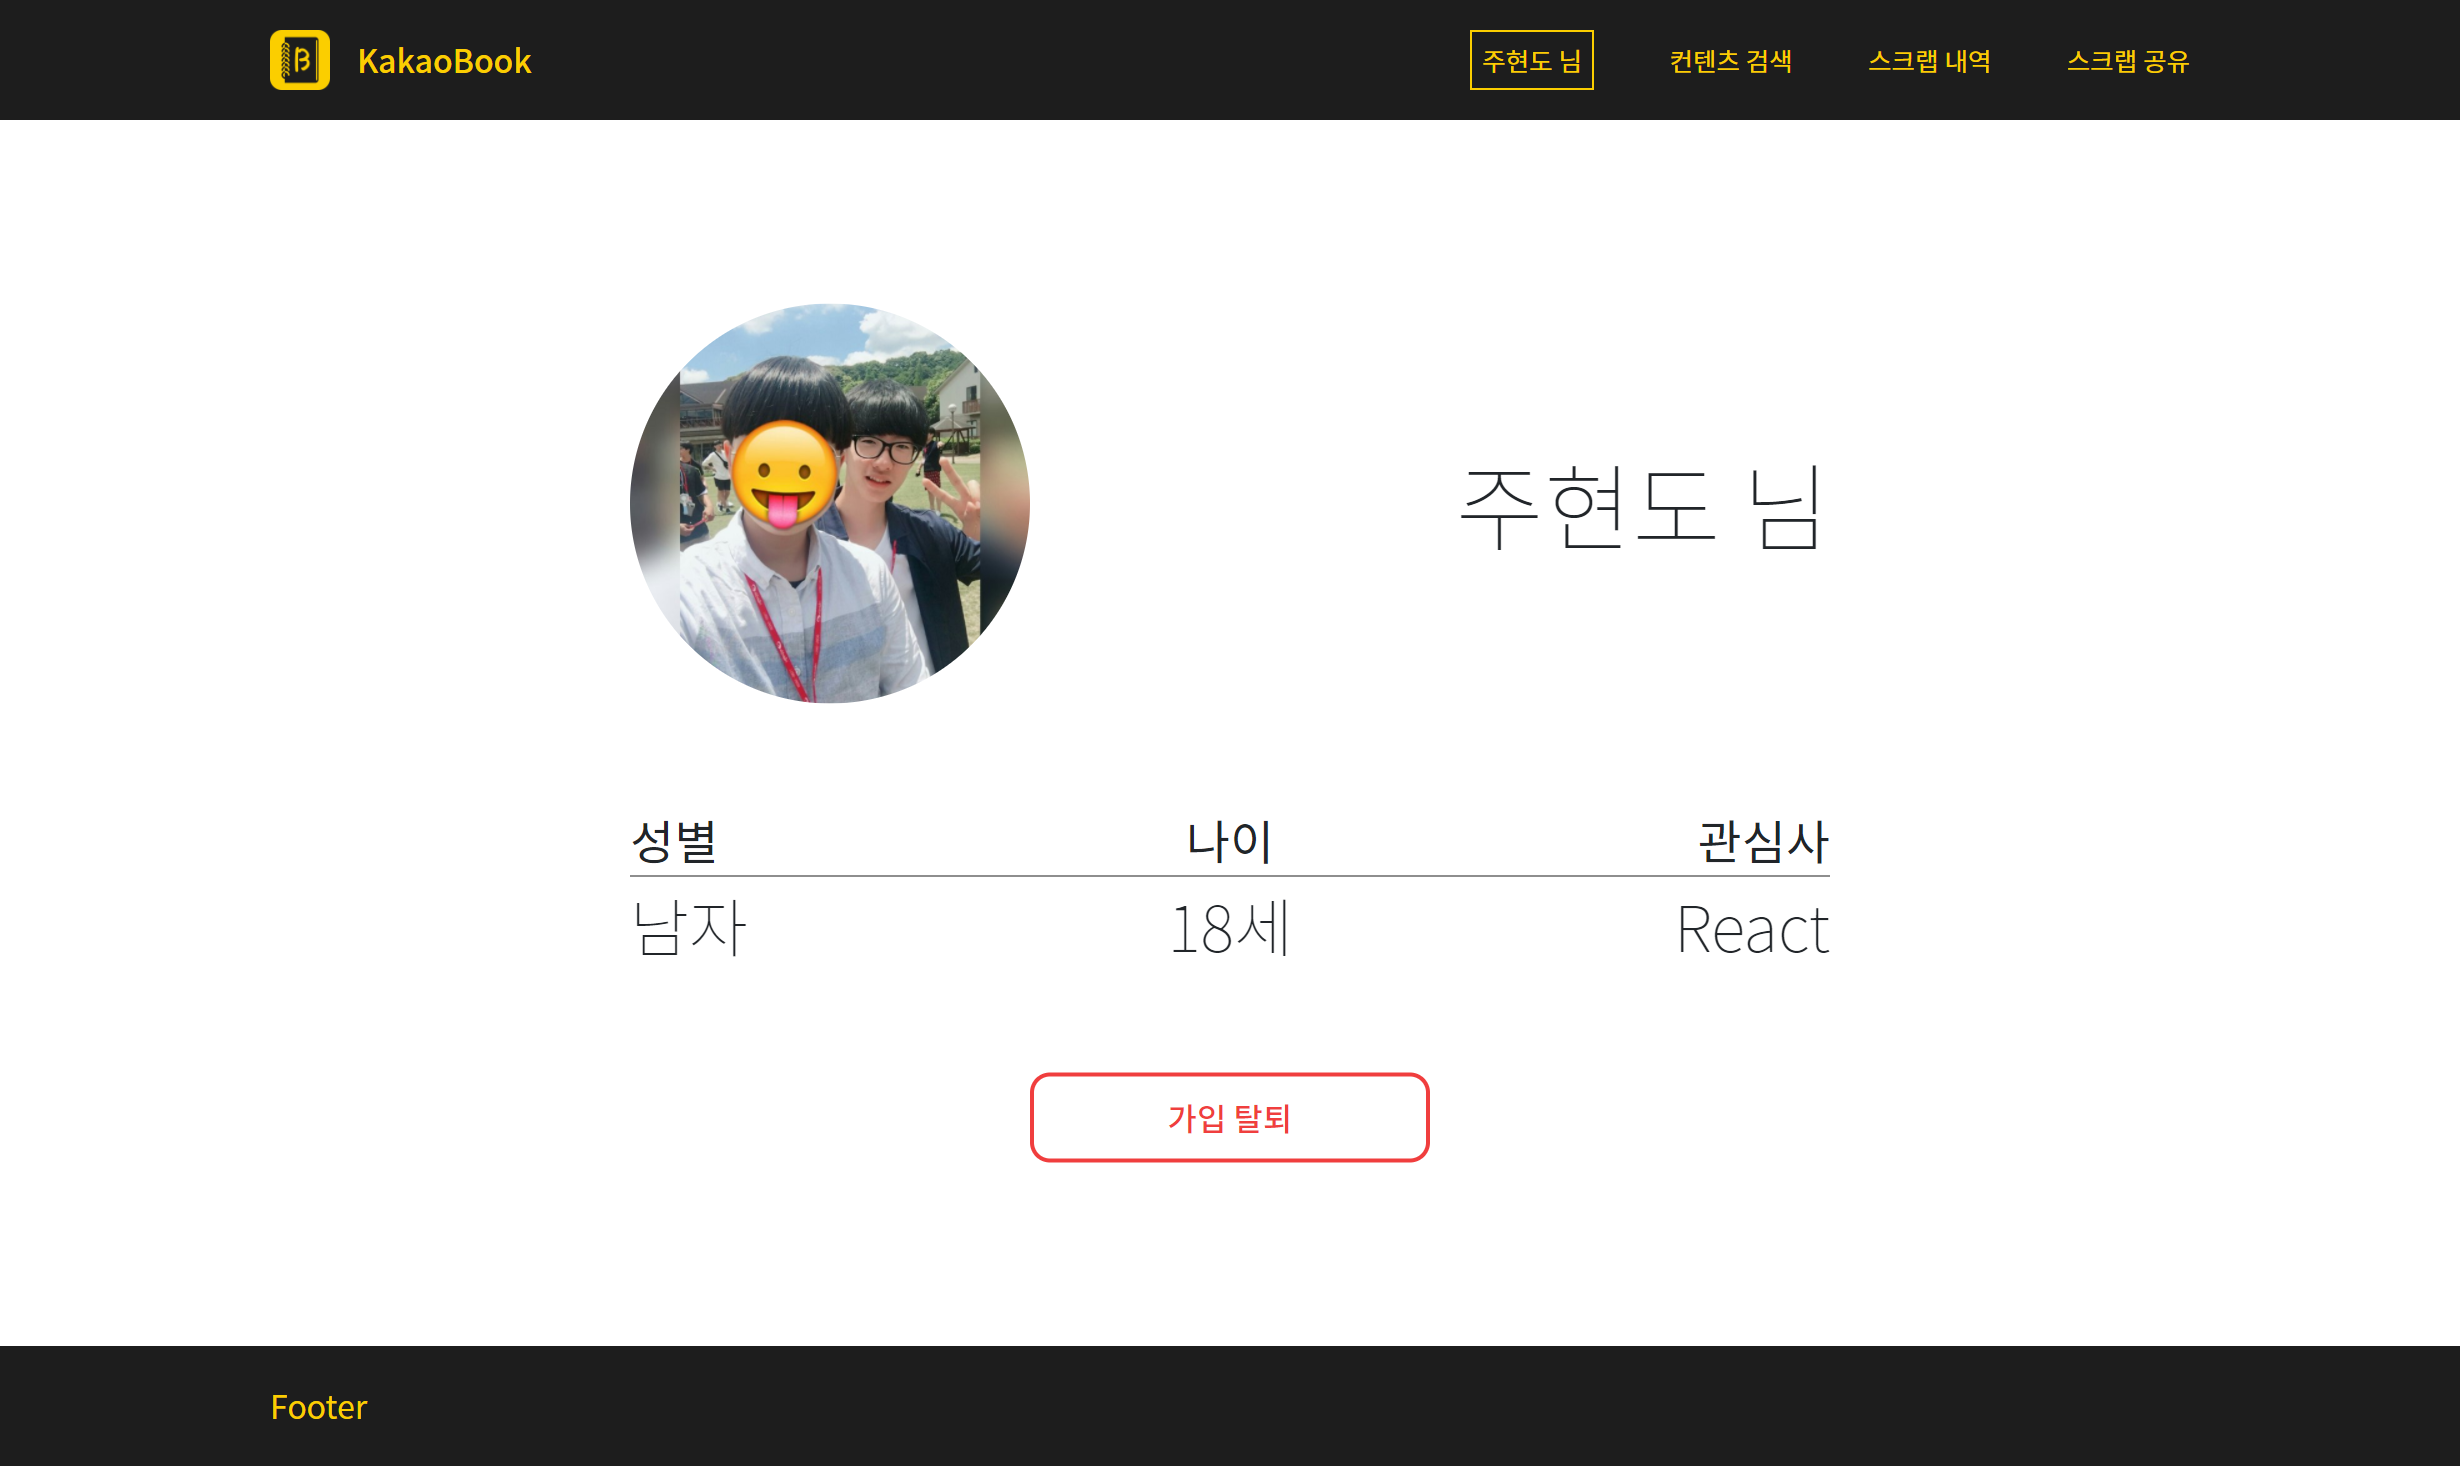 KakaoBook
주현도 님
컨텐츠 검색
스크랩 내역
스크랩 공유
주현도 님
성별
나이
관심사
남자
18세
React
가입 탈퇴
Footer